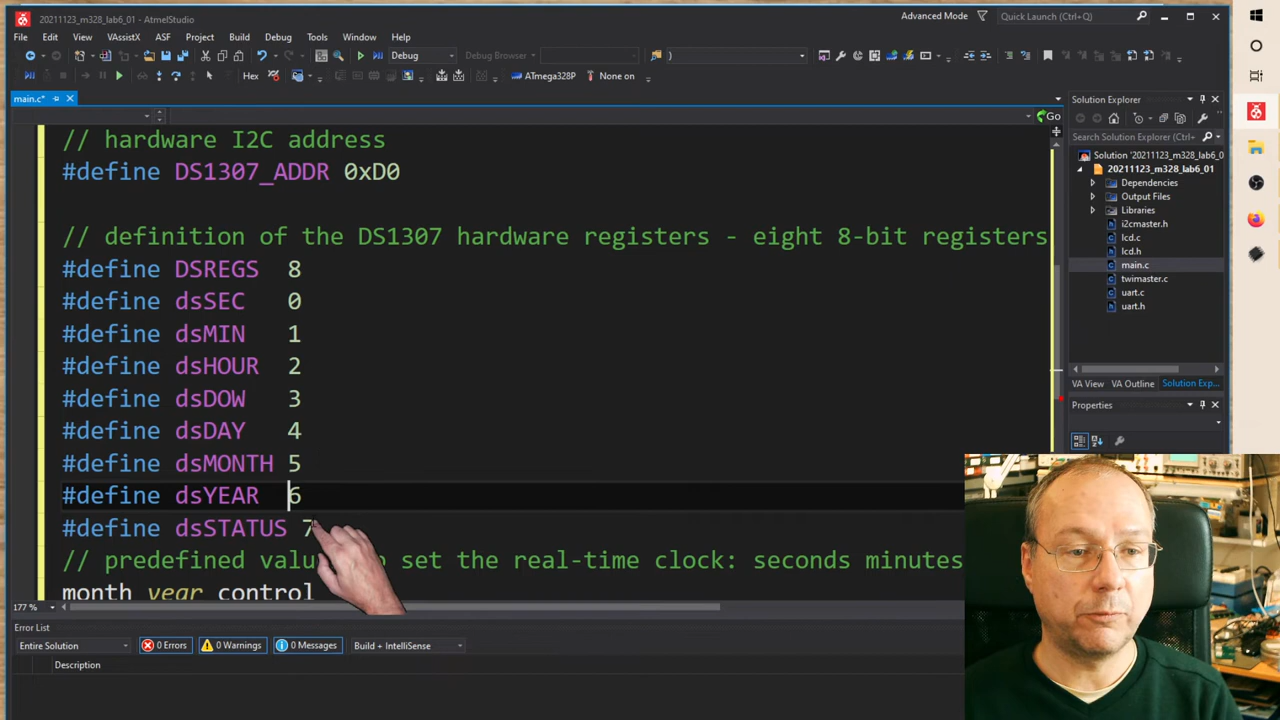 20211123_m328_lab6_01 - AtmelStudio
Advanced Mode
Quick Launch (Ctrl+Q)
File Edit View VAssistX ASF Project Build Debug Tools Window Help
Debug
Debug Browser
)
Hex
ATmega328P
None on
main.c*
Go
// hardware I2C address
#define DS1307_ADDR 0xD0
// definition of the DS1307 hardware registers - eight 8-bit registers
#define DSREGS 8
#define dsSEC 0
#define dsMIN 1
#define dsHOUR 2
#define dsDOW 3
#define dsDAY 4
#define dsMONTH 5
#define dsYEAR 6
#define dsSTATUS 7
// predefined set the real-time clock: seconds minutes
month year control
177 %
Error List
Entire Solution
0 Errors
0 Warnings
0 Messages
Build + IntelliSense
Description
Solution Explorer
Search Solution Explorer (Ctrl+
Solution '20211123_m328_lab6_0
20211123_m328_lab6_01
Dependencies
Output Files
Libraries
i2cmaster.h
lcd.c
lcd.h
main.c
twimaster.c
uart.c
uart.h
VA View VA Outline Solution Exp...
Properties